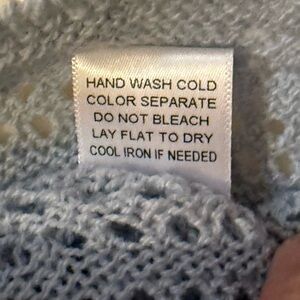 HAND WASH COLD
COLOR SEPARATE
DO NOT BLEACH
LAY FLAT TO DRY
COOL IRON IF NEEDED